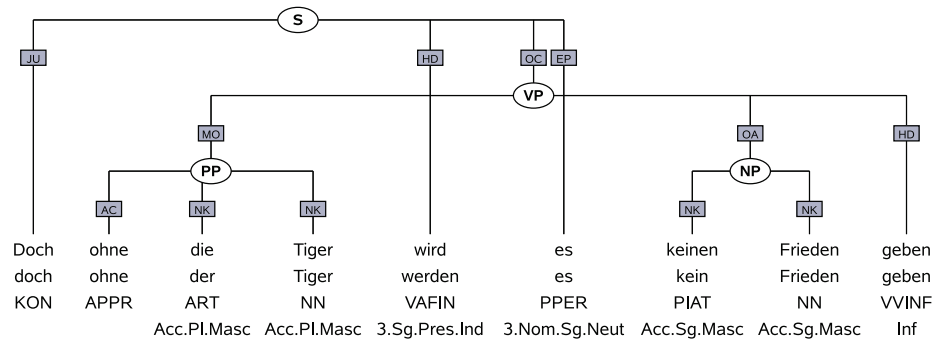 S
JU HD OC EP
VP
MO OA HD
PP NP
AC NK NK NK NK
Doch ohne die Tiger wird es keinen Frieden geben
doch ohne der Tiger werden es kein Frieden geben
KON APPR ART NN VAFIN PPER PIAT NN VVINF
Acc.Pl.Masc Acc.Pl.Masc 3.Sg.Pres.Ind 3.Nom.Sg.Neut Acc.Sg.Masc Acc.Sg.Masc Inf